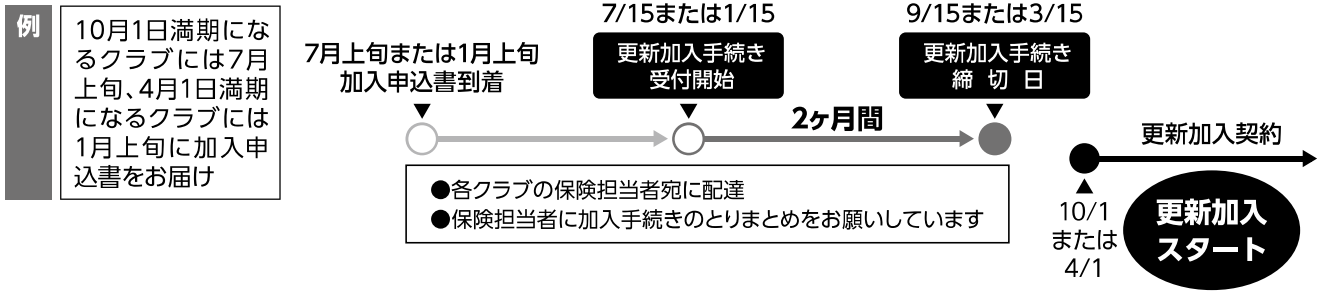 例
10月1日満期にな
るクラブには7月
上旬、4月1日満期
になるクラブには
1月上旬に加入申
込書をお届け
7月上旬または1月上旬
加入申込書到着
7/15または1/15
更新加入手続き
受付開始
2ヶ月間
9/15または3/15
更新加入手続き
締切日
●各クラブの保険担当者宛に配達
●保険担当者に加入手続きのとりまとめをお願いしています
更新加入契約
10/1
または
4/1
更新加入
スタート